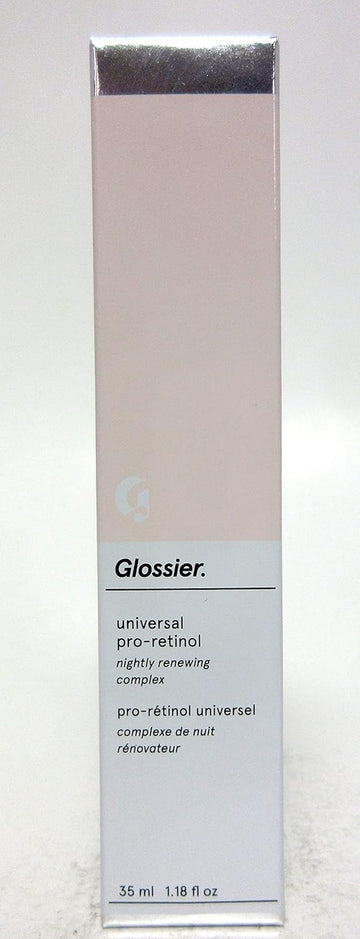 Glossier.
universal
pro-retinol
nightly renewing
complex
pro-rétinol universel
complexe de nuit
rénovateur
35 ml 1.18 fl oz